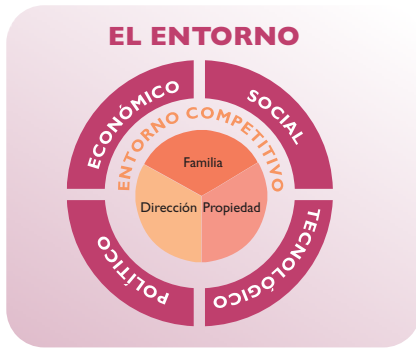 EL ENTORNO
ECONÓMICO
SOCIAL
ENTORNO COMPETITIVO
Familia
Dirección
Propiedad
POLÍTICO
TECNOLÓGICO